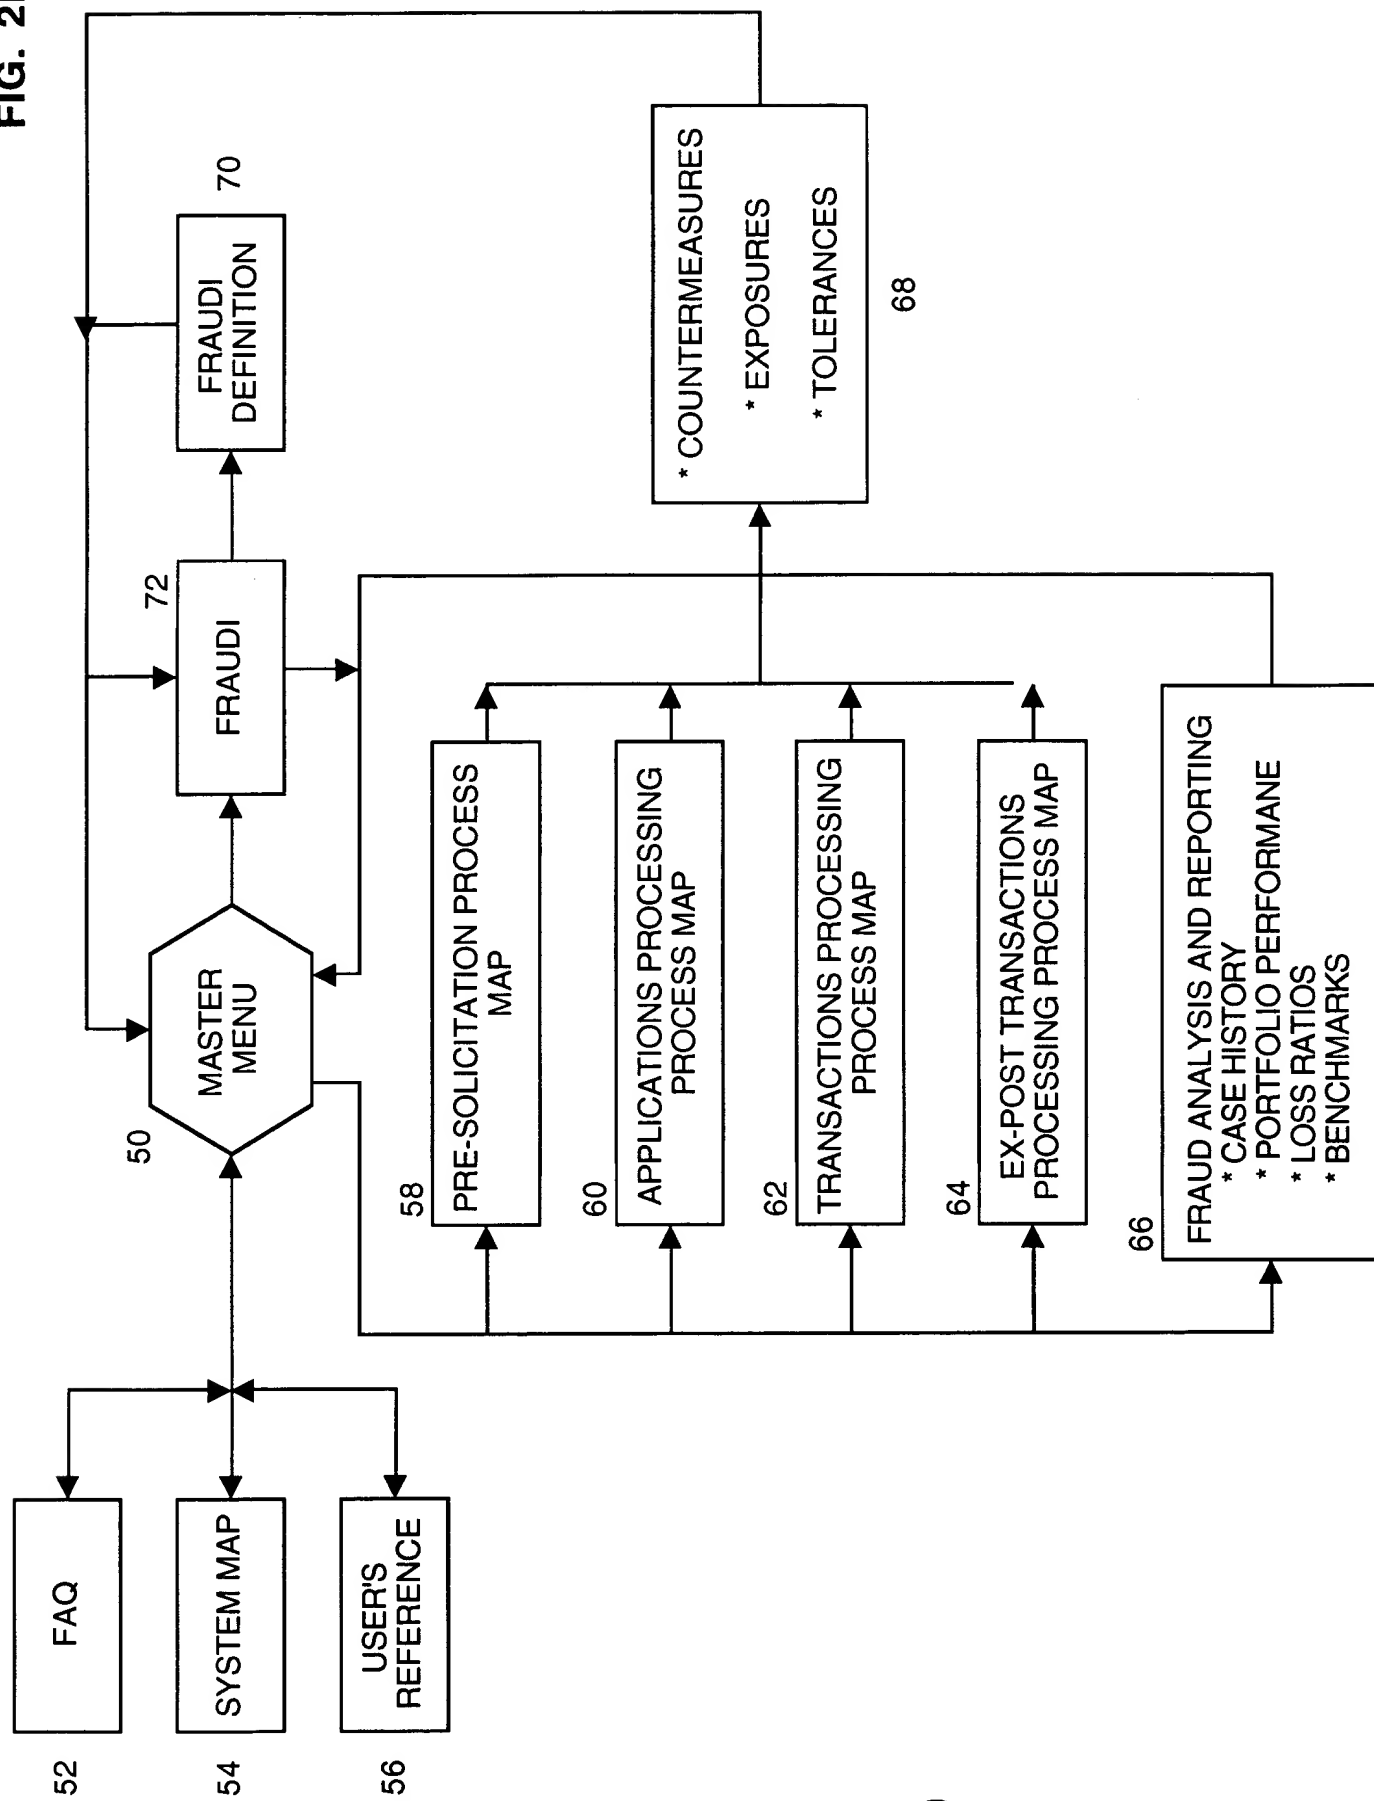 FIG. 2
52
FAQ
54
SYSTEM MAP
56
USER'S
REFERENCE
50
MASTER
MENU
72
FRAUDI
70
FRAUDI
DEFINITION
58
PRE-SOLICITATION PROCESS
MAP
60
APPLICATIONS PROCESSING
PROCESS MAP
62
TRANSACTIONS PROCESSING
PROCESS MAP
64
EX-POST TRANSACTIONS
PROCESSING PROCESS MAP
66
FRAUD ANALYSIS AND REPORTING
* CASE HISTORY
* PORTFOLIO PERFORMANE
* LOSS RATIOS
* BENCHMARKS
* COUNTERMEASURES
* EXPOSURES
* TOLERANCES
68